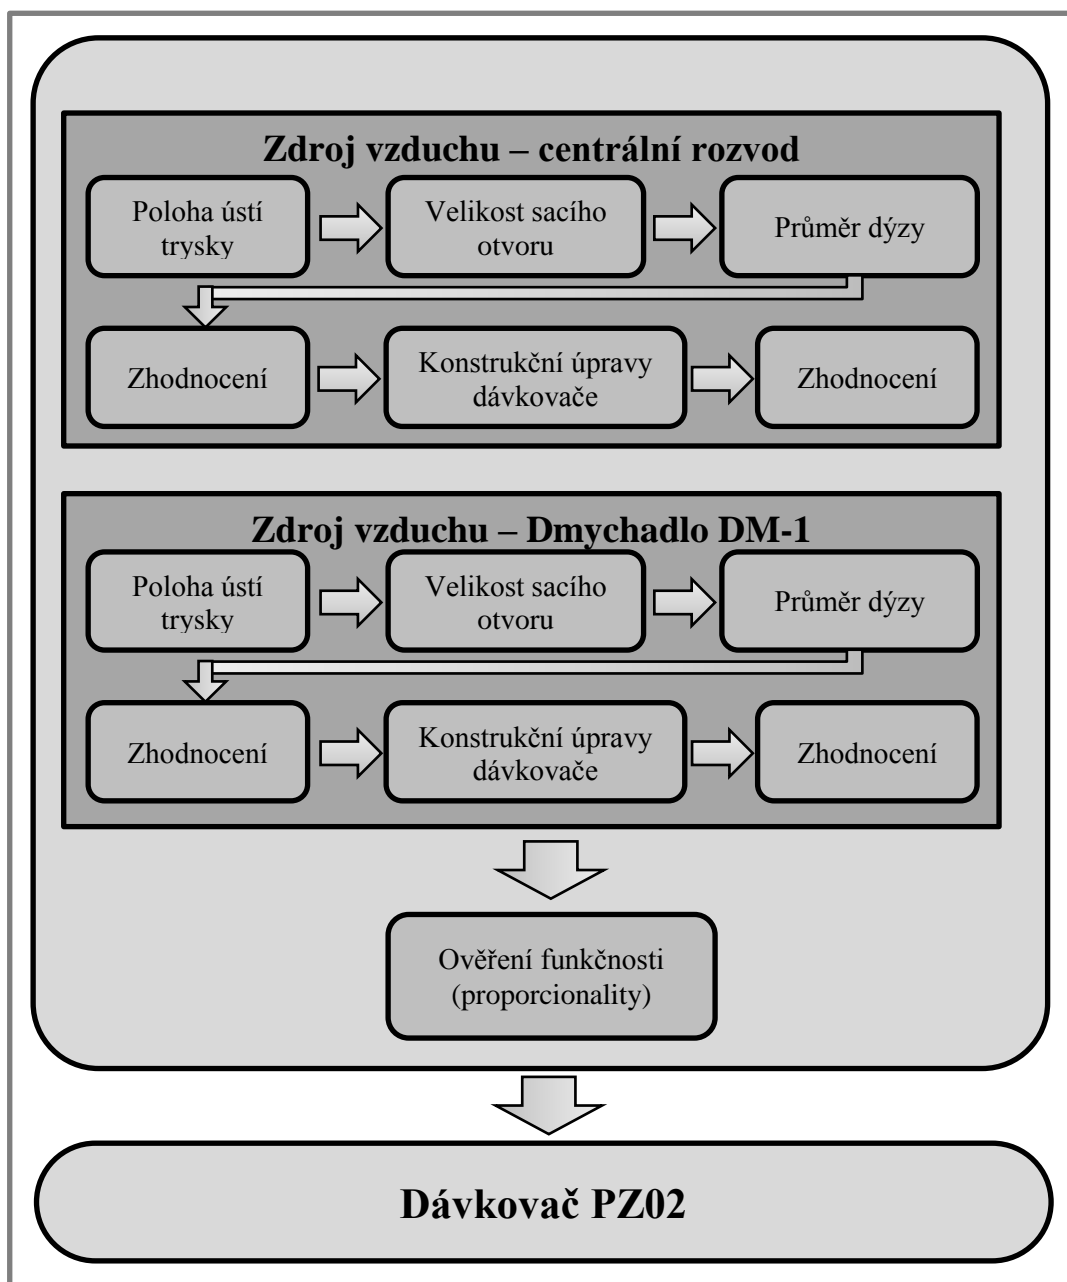 Zdroj vzduchu – centrální rozvod
Poloha ústí
trysky
Velikost sacího
otvoru
Průměr dýzy
Zhodnocení
Konstrukční úpravy
dávkovače
Zhodnocení
Zdroj vzduchu – Dmychadlo DM-1
Poloha ústí
trysky
Velikost sacího
otvoru
Průměr dýzy
Zhodnocení
Konstrukční úpravy
dávkovače
Zhodnocení
Ověření funkčnosti
(proporcionality)
Dávkovač PZ02